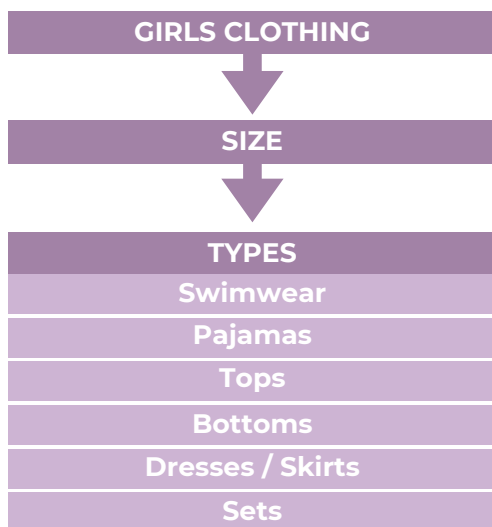 GIRLS CLOTHING
SIZE
TYPES
Swimwear
Pajamas
Tops
Bottoms
Dresses / Skirts
Sets